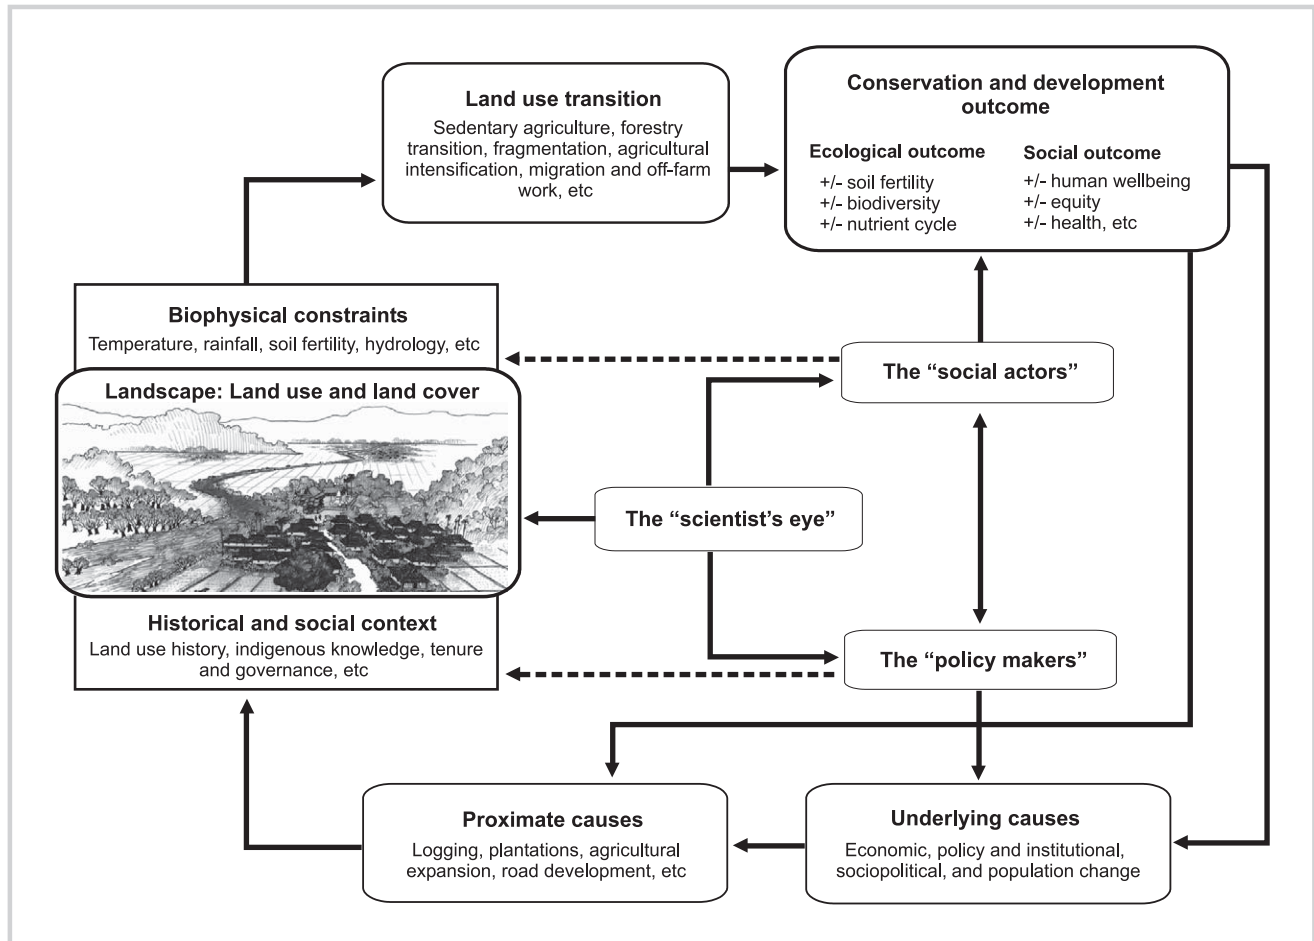 Land use transition
Sedentary agriculture, forestry
transition, fragmentation, agricultural
intensification, migration and off-farm
work, etc
Conservation and development
outcome
Ecological outcome
+/- soil fertility
+/- biodiversity
+/- nutrient cycle
Social outcome
+/- human wellbeing
+/- equity
+/- health, etc
Biophysical constraints
Temperature, rainfall, soil fertility, hydrology, etc
Landscape: Land use and land cover
The “social actors”
The “scientist’s eye”
Historical and social context
Land use history, indigenous knowledge, tenure
and governance, etc
The “policy makers”
Proximate causes
Logging, plantations, agricultural
expansion, road development, etc
Underlying causes
Economic, policy and institutional,
sociopolitical, and population change